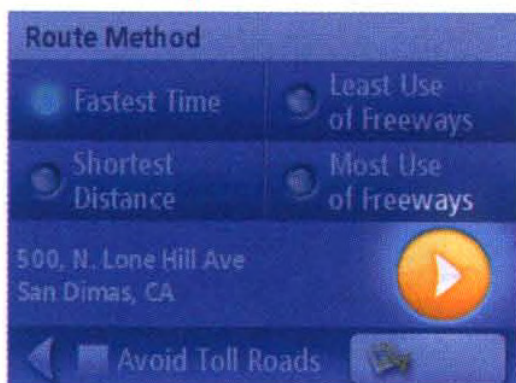 Route Method
Fastest Time
Least Use
of Freeways
Shortest
Distance
Most Use
of Freeways
500, N. Lone Hill Ave
San Dimas, CA
Avoid Toll Roads